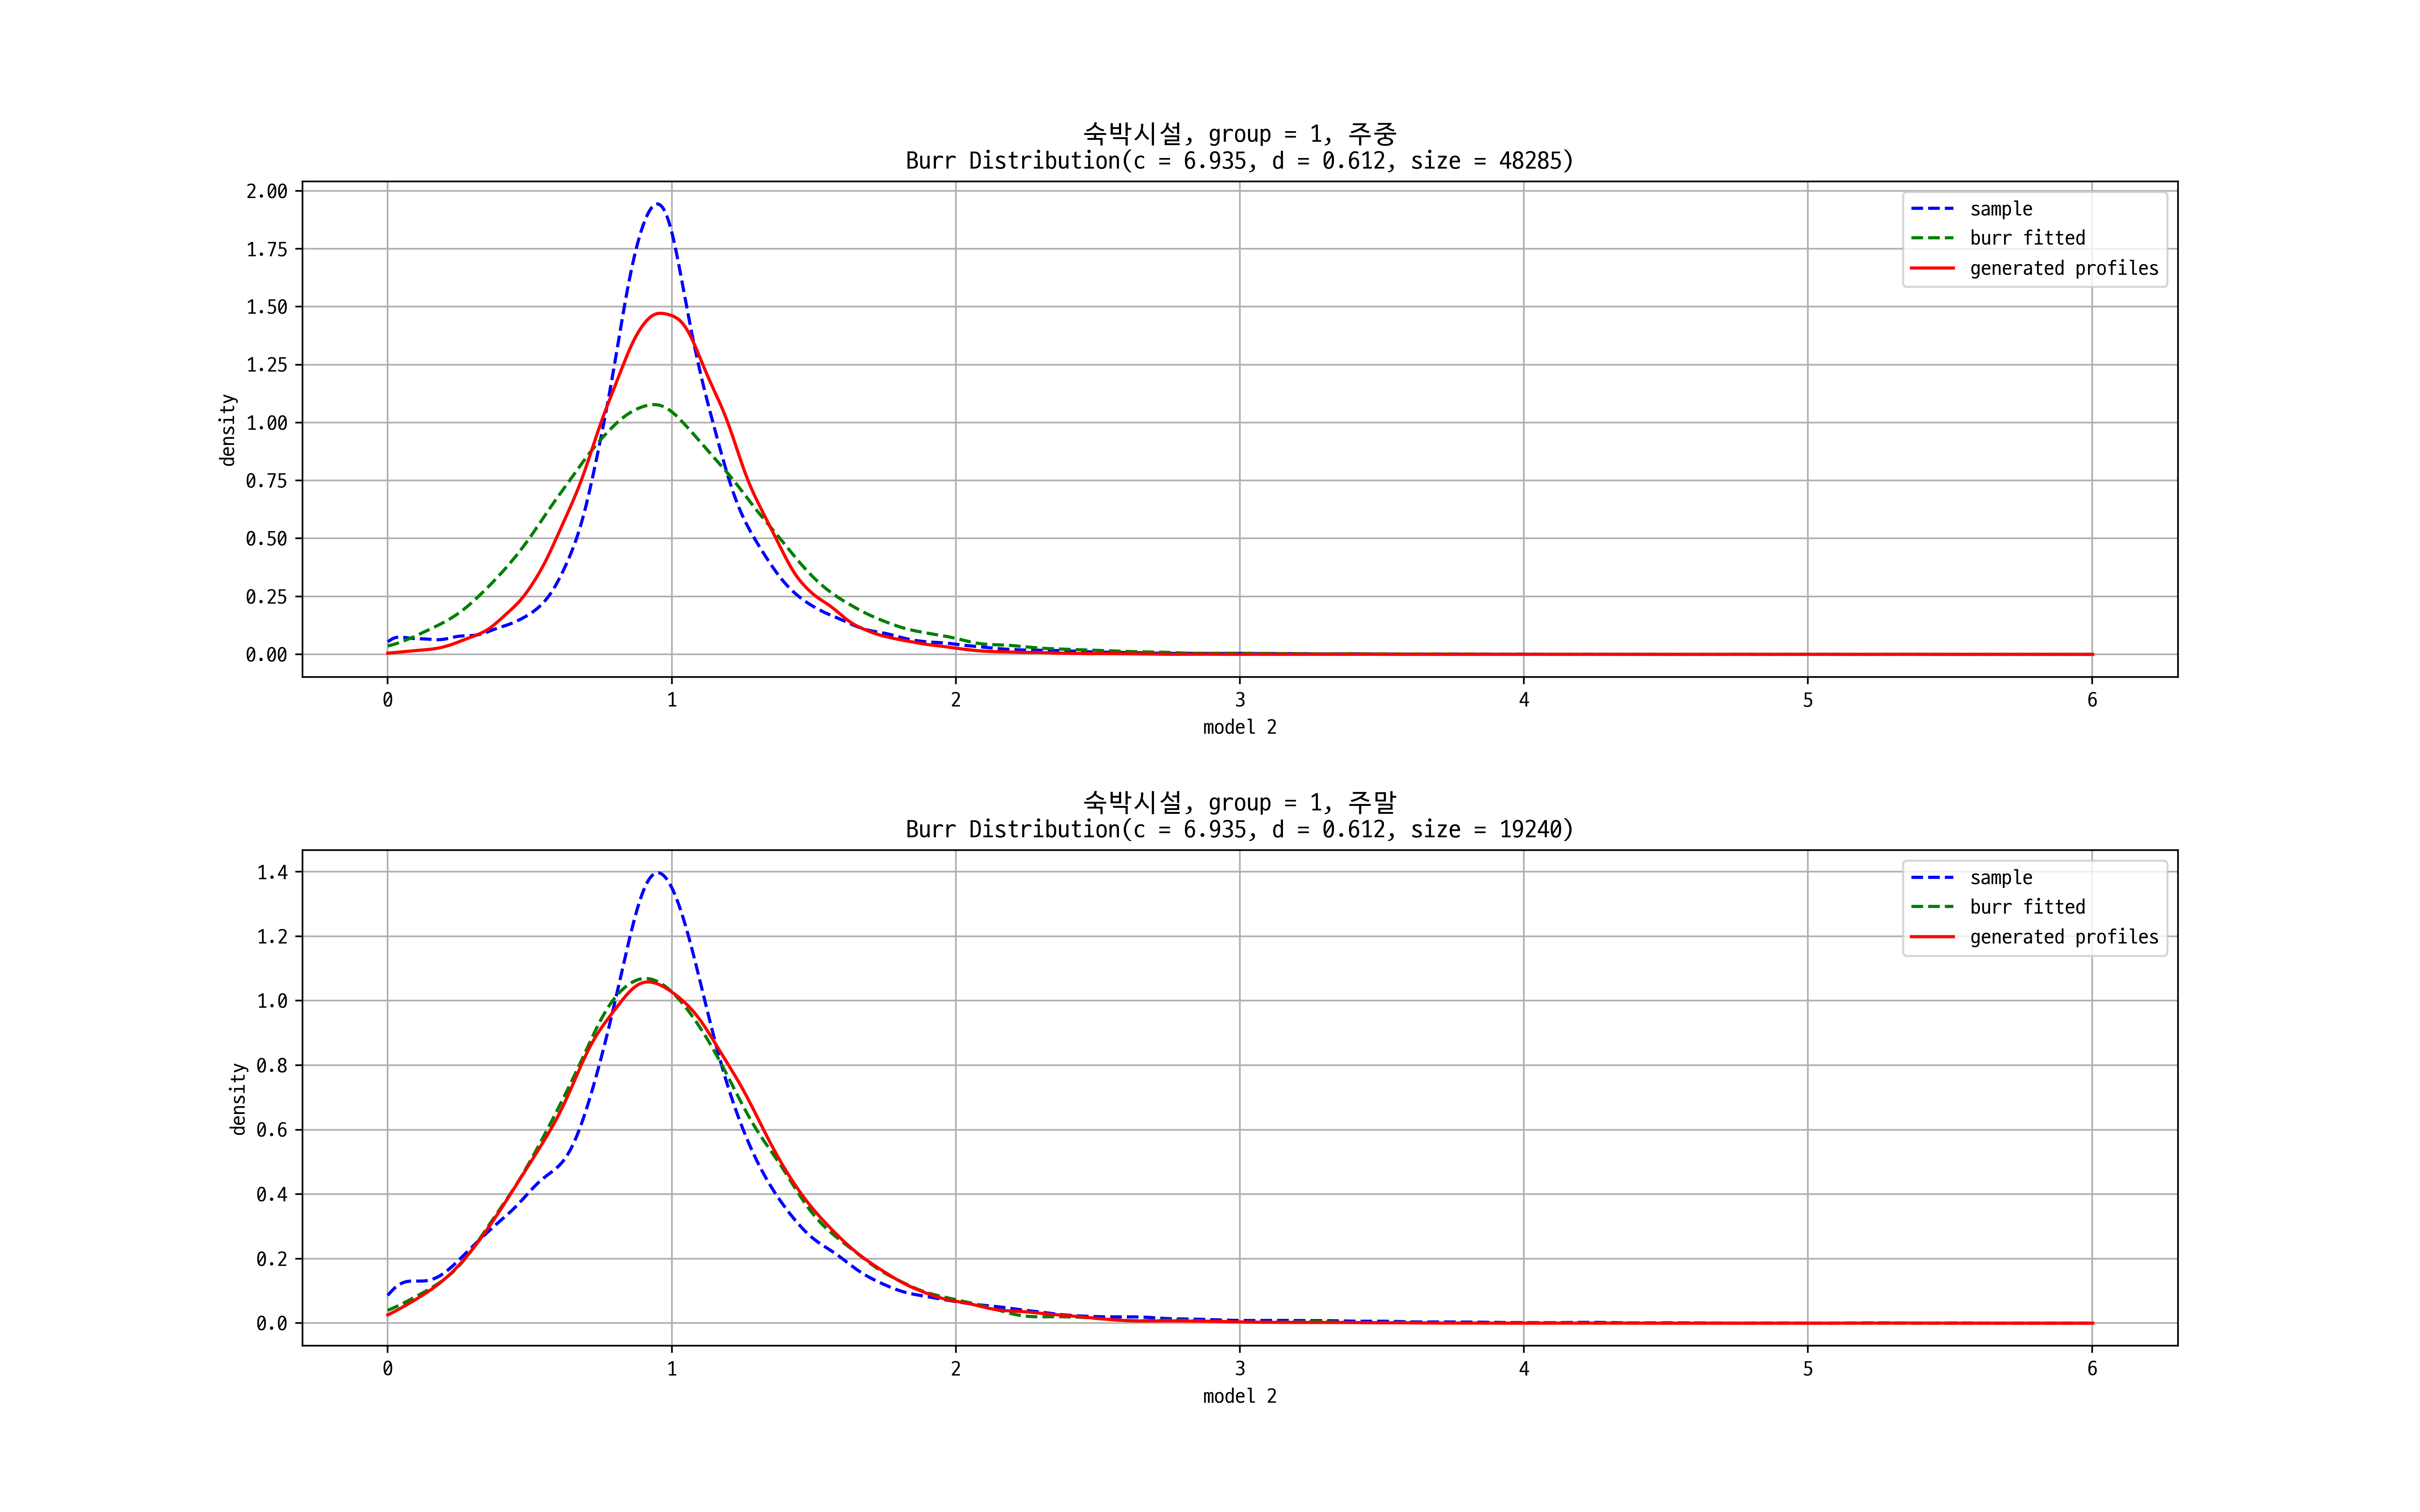 숙박시설, group = 1, 주중
Burr Distribution(c = 6.935, d = 0.612, size = 48285)
2.00
1.75
1.50
1.25
1.00
0.75
0.50
0.25
0.00
density
sample
burr fitted
generated profiles
0 1 2 3 4 5 6
model 2
숙박시설, group = 1, 주말
Burr Distribution(c = 6.935, d = 0.612, size = 19240)
1.4
1.2
1.0
0.8
0.6
0.4
0.2
0.0
density
sample
burr fitted
generated profiles
0 1 2 3 4 5 6
model 2